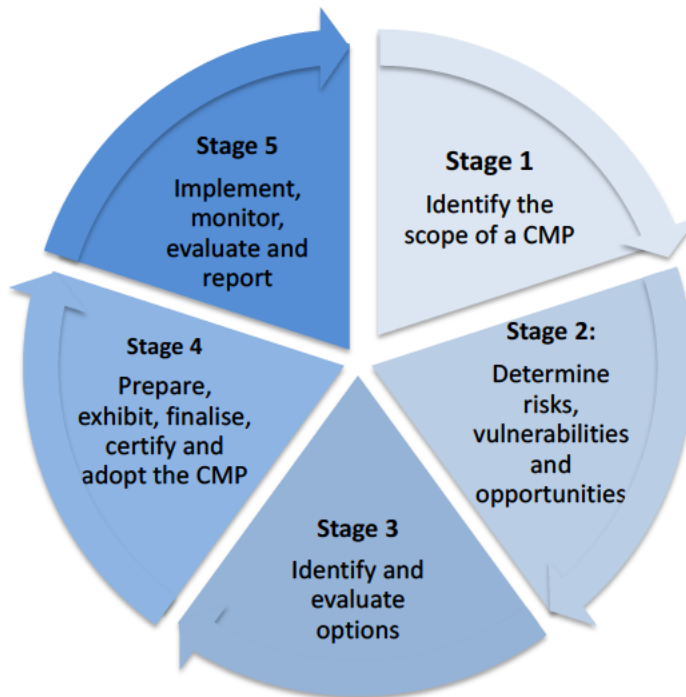 Stage 1
Identify the
scope of a CMP
Stage 2:
Determine
risks,
vulnerabilities
and
opportunities
Stage 3
Identify and
evaluate
options
Stage 4
Prepare,
exhibit, finalise,
certify and
adopt the CMP
Stage 5
Implement,
monitor,
evaluate and
report